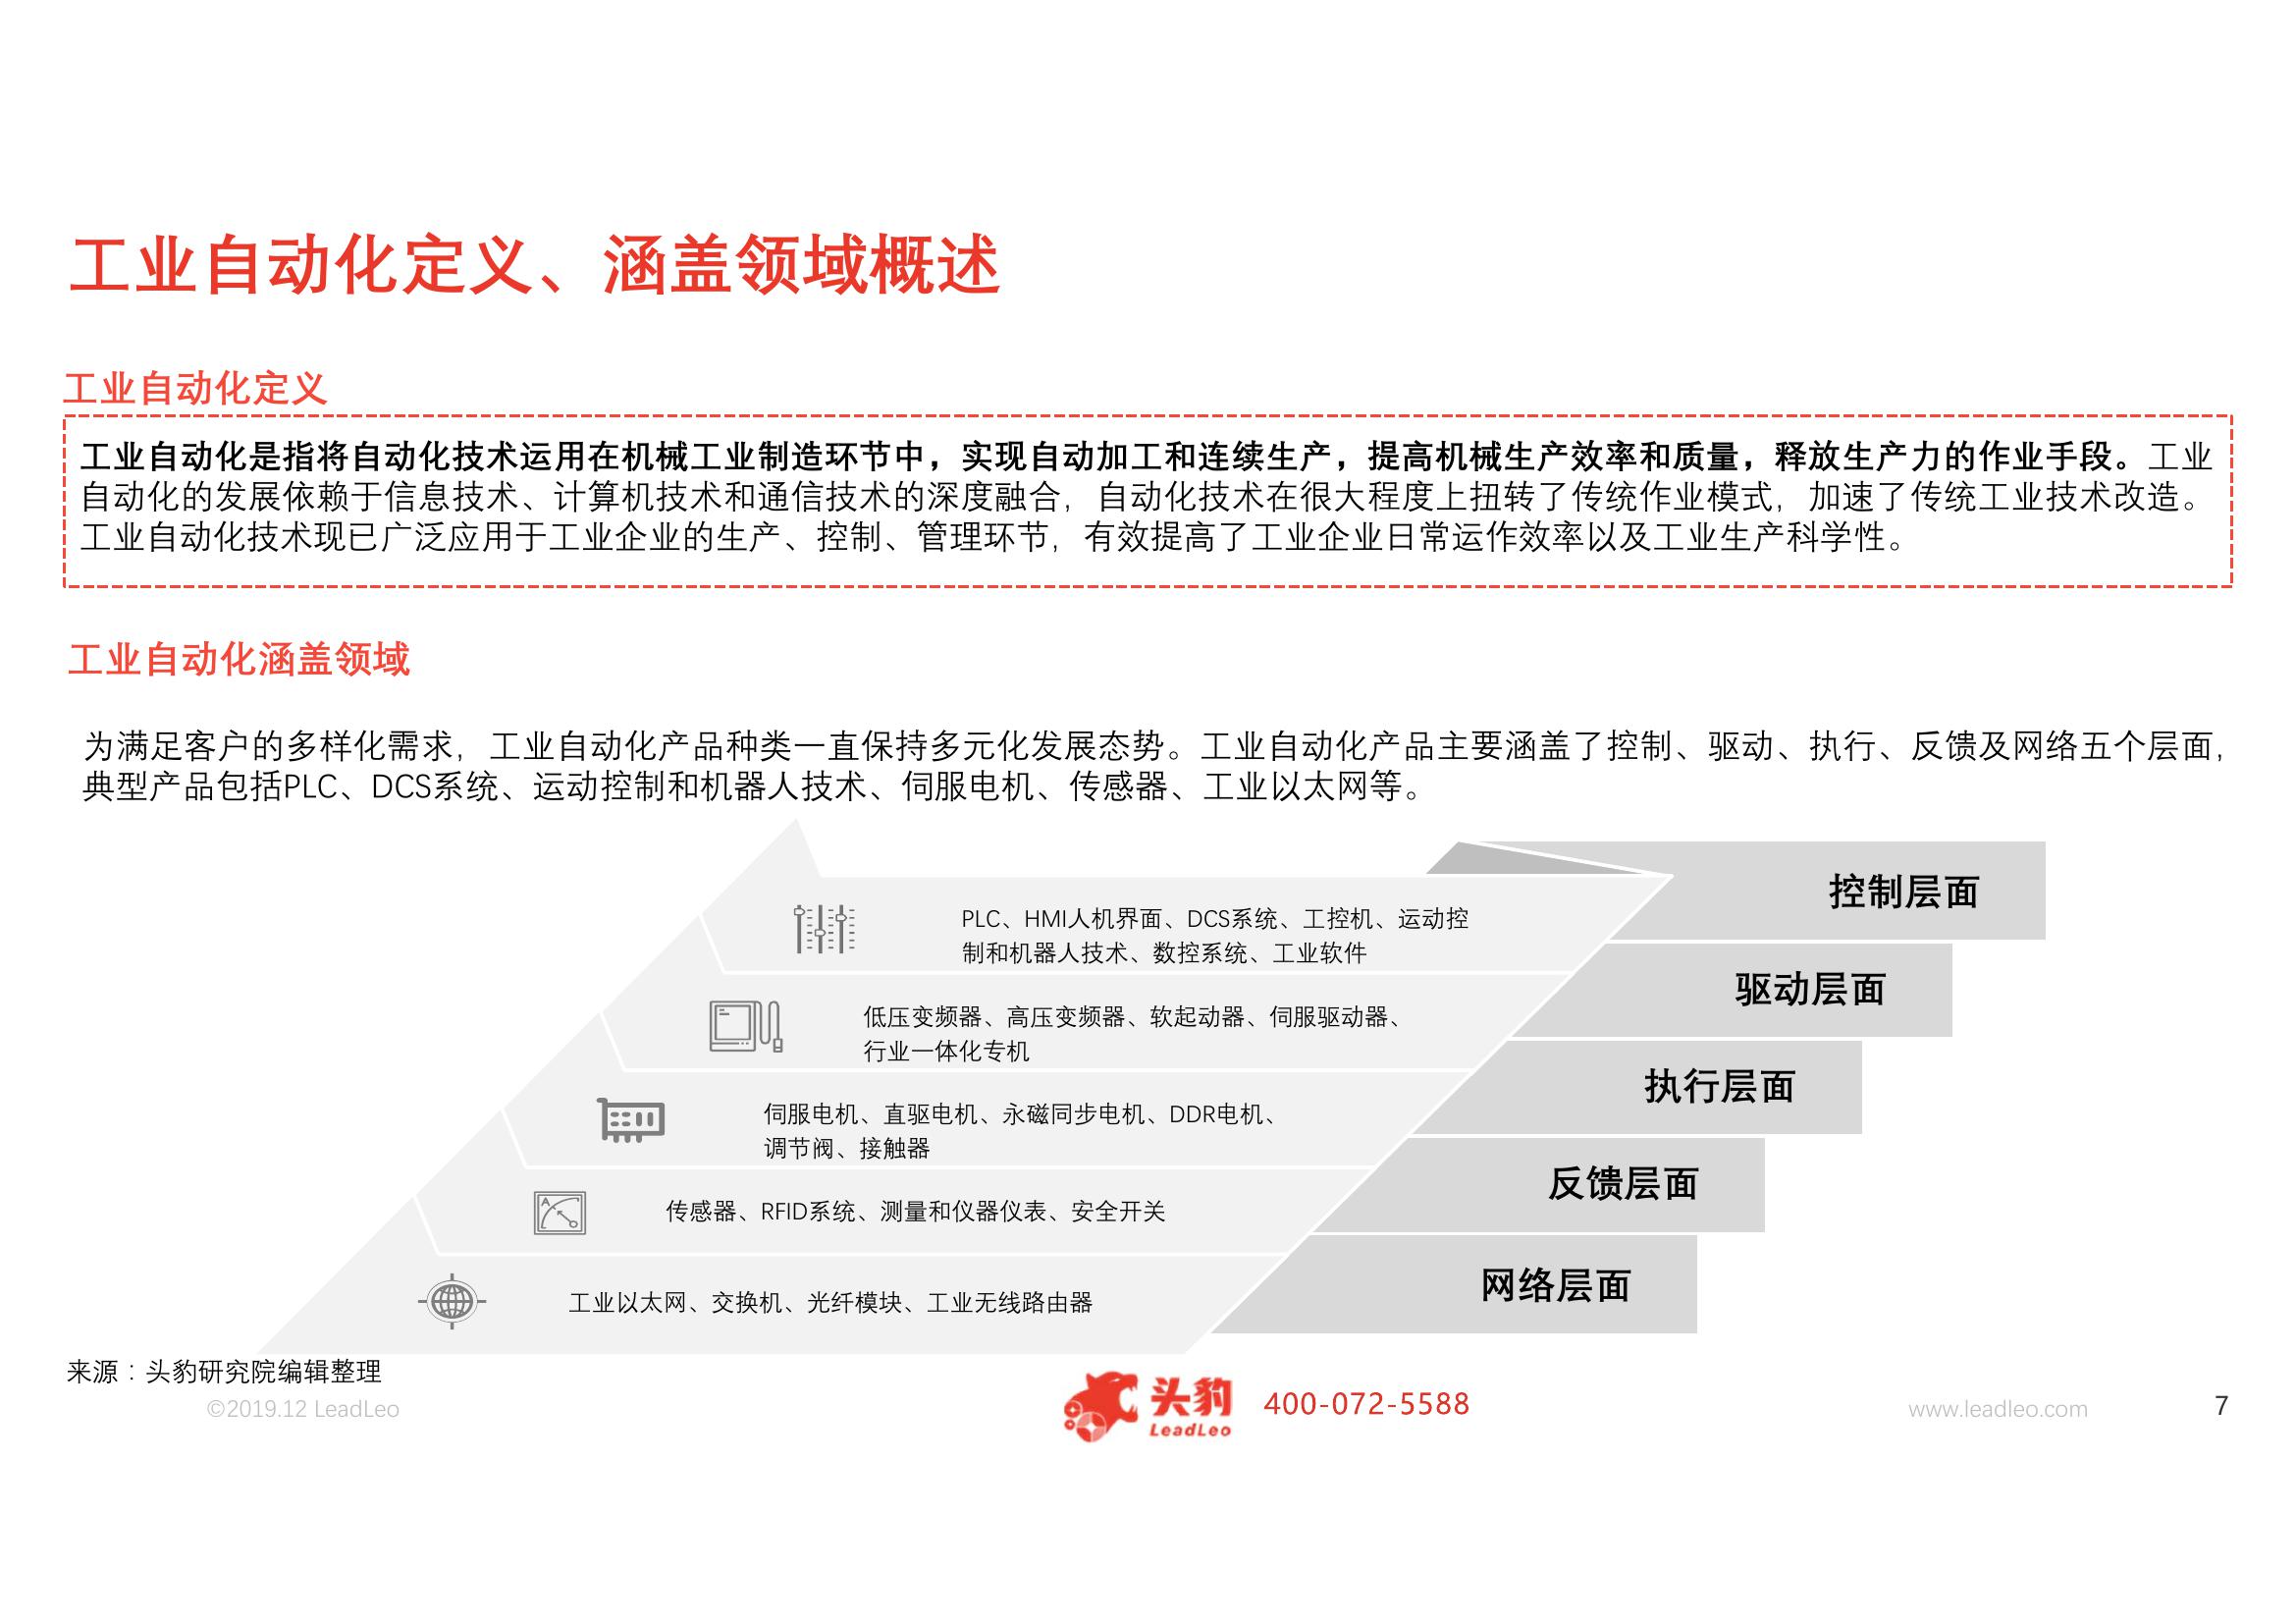 工业自动化定义、涵盖领域概述
工业自动化定义
工业自动化是指将自动化技术运用在机械工业制造环节中，实现自动加工和连续生产，提高机械生产效率和质量，释放生产力的作业手段。工业
自动化的发展依赖于信息技术、计算机技术和通信技术的深度融合，自动化技术在很大程度上扭转了传统作业模式，加速了传统工业技术改造。
工业自动化技术现已广泛应用于工业企业的生产、控制、管理环节，有效提高了工业企业日常运作效率以及工业生产科学性。
工业自动化涵盖领域
为满足客户的多样化需求，工业自动化产品种类一直保持多元化发展态势。工业自动化产品主要涵盖了控制、驱动、执行、反馈及网络五个层面，
典型产品包括PLC、DCS系统、运动控制和机器人技术、伺服电机、传感器、工业以太网等。
控制层面
PLC、HMI人机界面、DCS系统、工控机、运动控
制和机器人技术、数控系统、工业软件
驱动层面
低压变频器、高压变频器、软起动器、伺服驱动器、
行业一体化专机
执行层面
伺服电机、直驱电机、永磁同步电机、DDR电机、
调节阀、接触器
反馈层面
A
传感器、RFID系统、测量和仪器仪表、安全开关
网络层面
工业以太网、交换机、光纤模块、工业无线路由器
来源：头豹研究院编辑整理
©2019.12 LeadLeo
头豹
LeadLeo
400-072-5588
www.leadleo.com
7